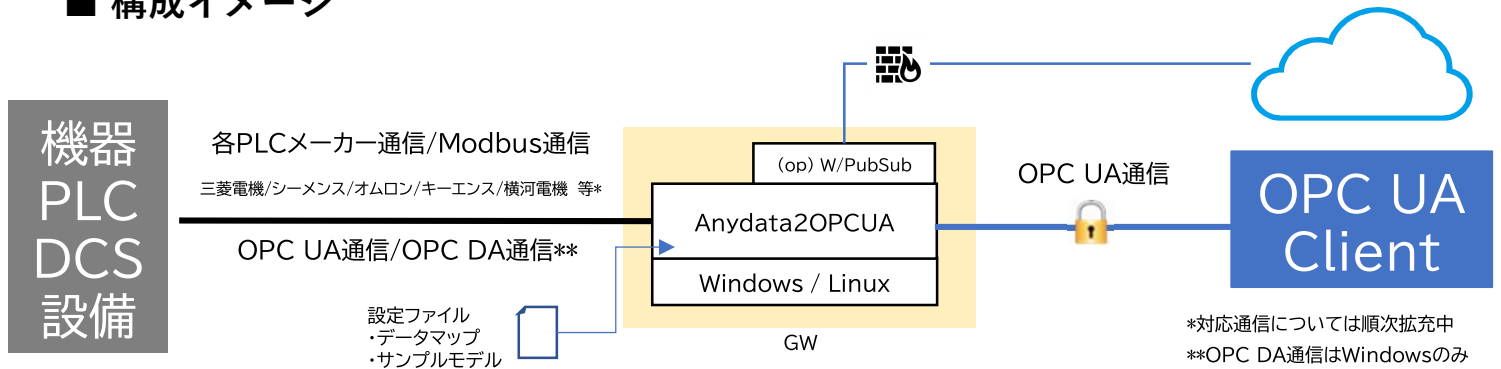 ■ 構成イメージ
機器
PLC
DCS
設備
各PLCメーカー通信/Modbus通信
三菱電機/シーメンス/オムロン/キーエンス/横河電機 等*
OPC UA通信/OPC DA通信**
設定ファイル
・データマップ
・サンプルモデル
(op) W/PubSub
Anydata2OPCUA
Windows / Linux
GW
OPC UA通信
OPC UA
Client
*対応通信については順次拡充中
**OPC DA通信はWindowsのみ